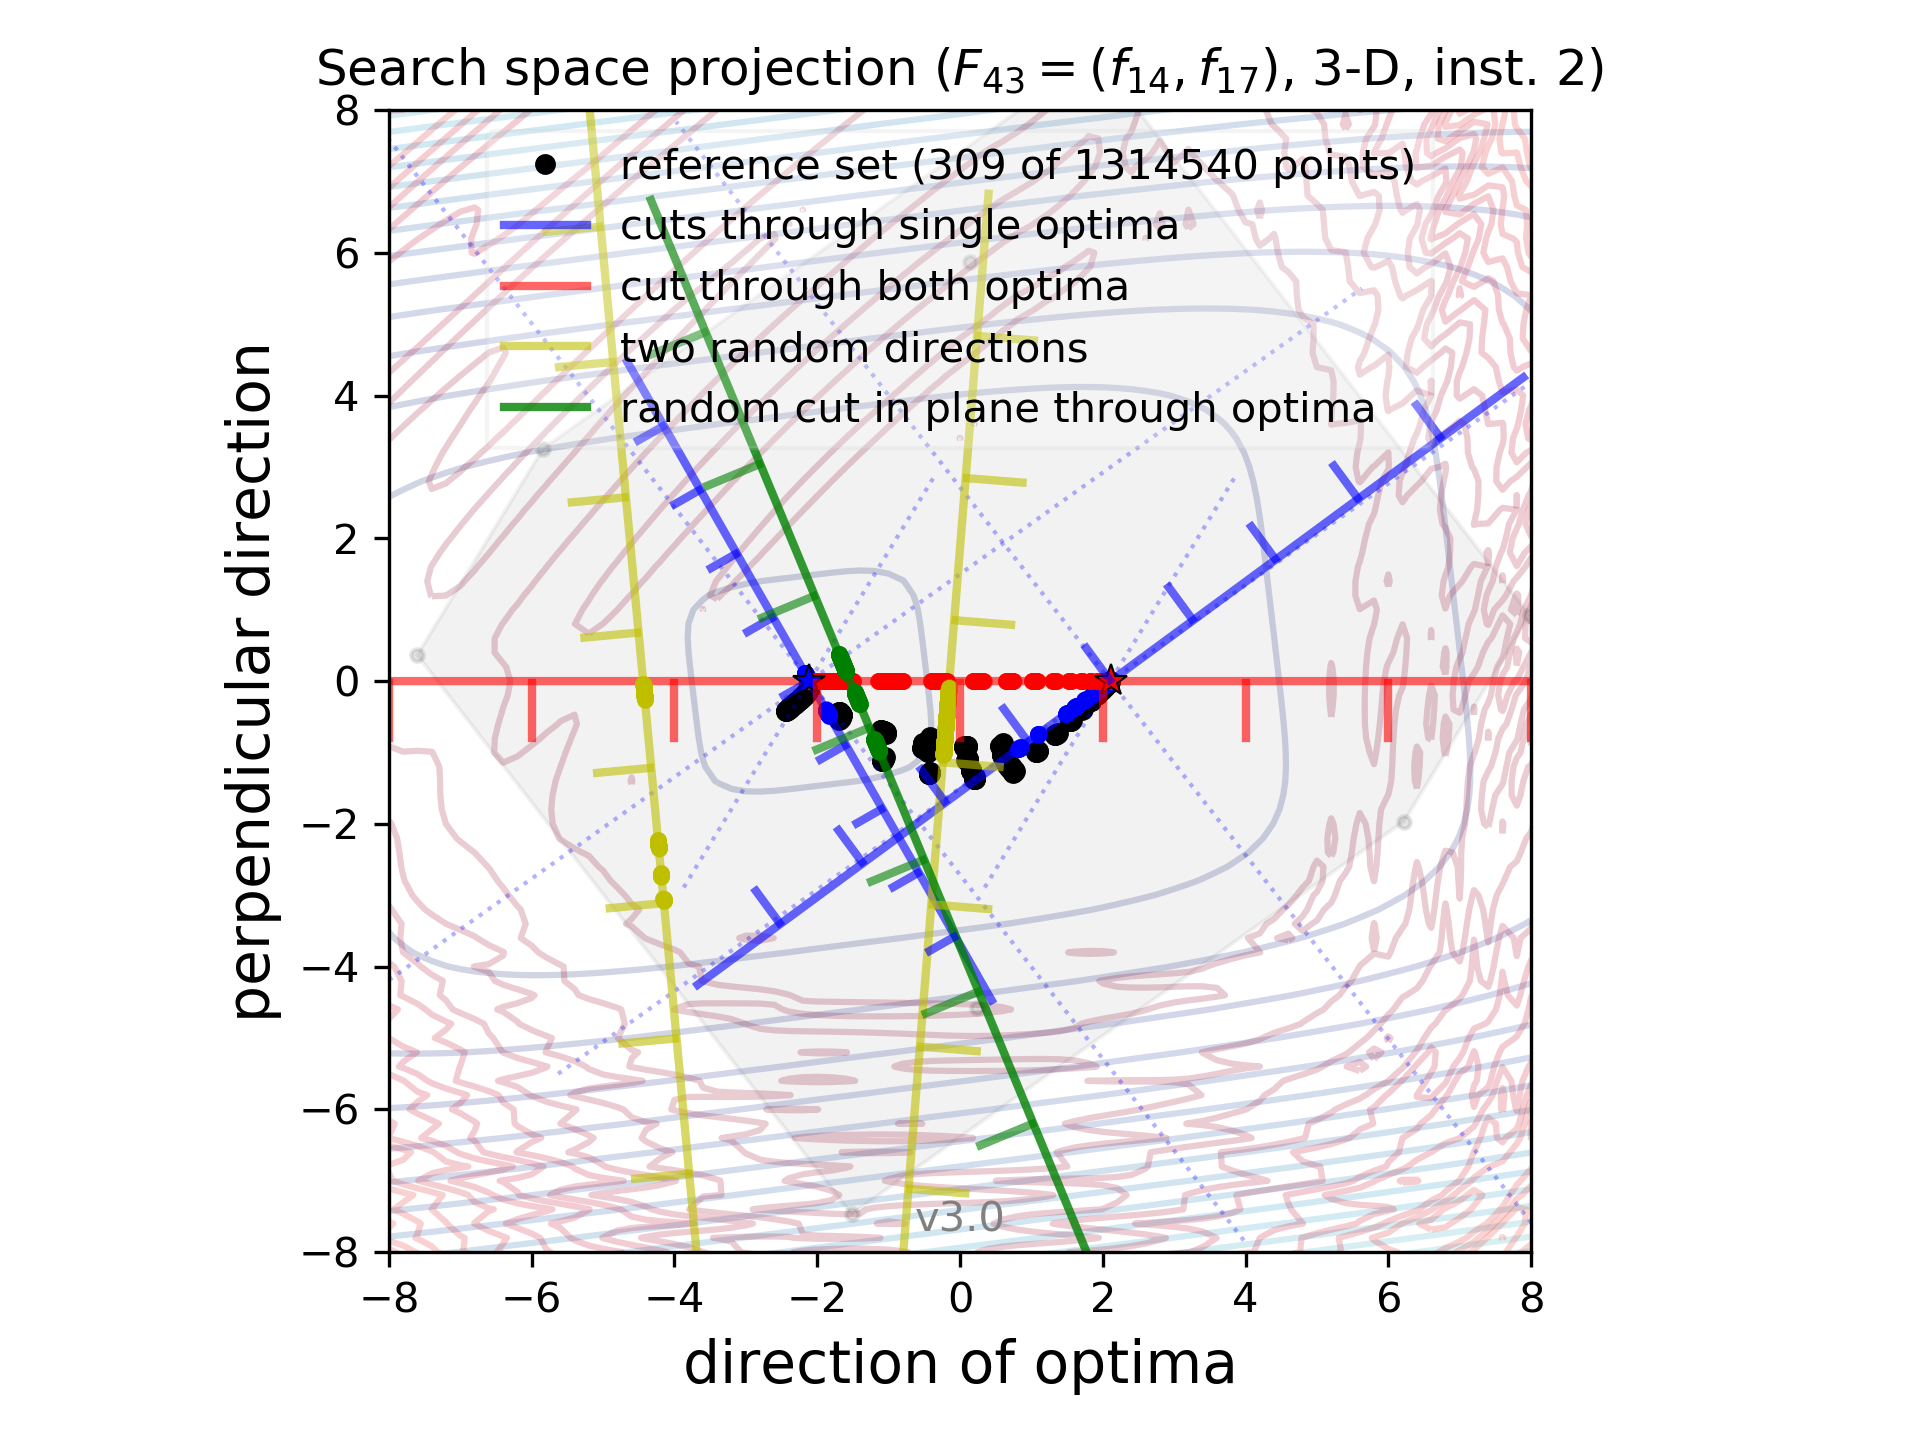 Search space projection (F₄₃ = (f₁₄, f₁₇), 3-D, inst. 2)
8
6
4
2
0
−2
−4
−6
−8
perpendicular direction
reference set (309 of 1314540 points)
cuts through single optima
cut through both optima
two random directions
random cut in plane through optima
v3.0
−8 −6 −4 −2 0 2 4 6 8
direction of optima